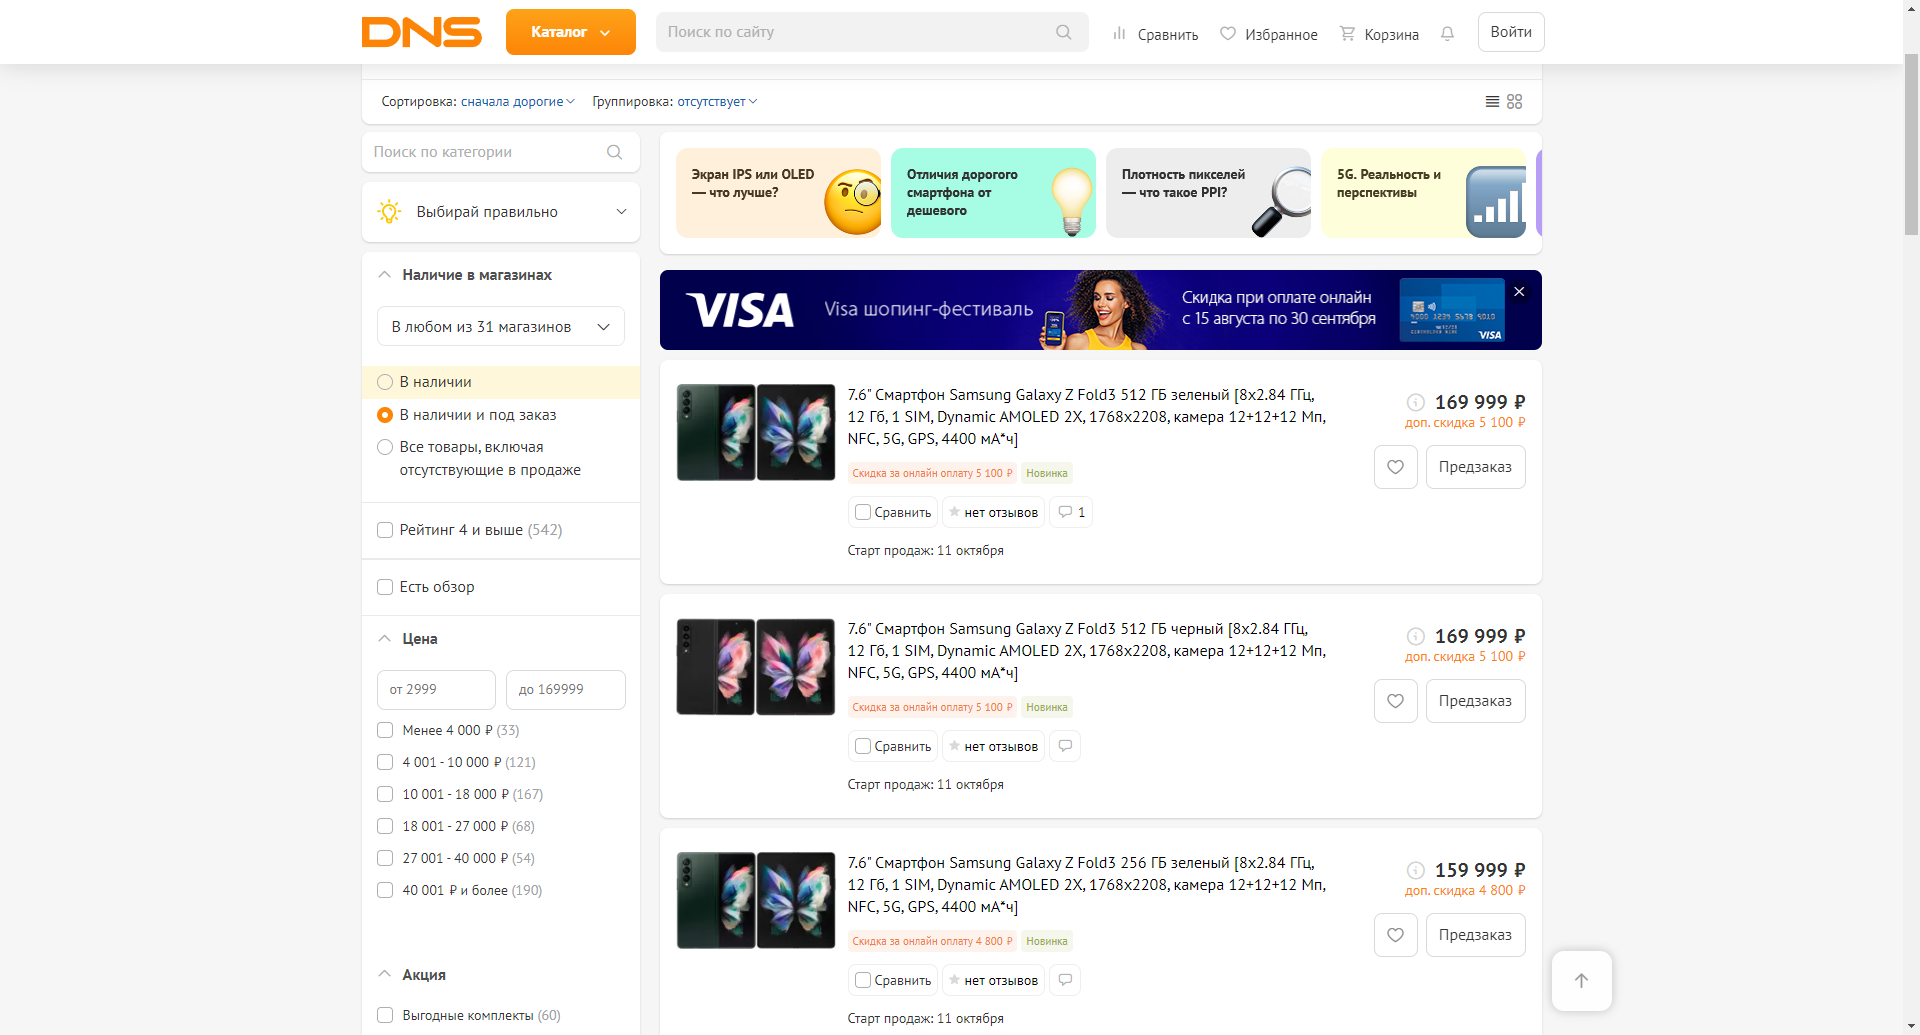 DNS
Каталог
Поиск по сайту
Сравнить
Избранное
Корзина
Войти
Сортировка: сначала дорогие
Группировка: отсутствует
Поиск по категории
Выбирай правильно
Наличие в магазинах
В любом из 31 магазинов
В наличии
В наличии и под заказ
Все товары, включая
отсутствующие в продаже
Рейтинг 4 и выше (542)
Есть обзор
Цена
от 2999
до 169999
Менее 4 000 ₽ (33)
4 001 - 10 000 ₽ (121)
10 001 - 18 000 ₽ (167)
18 001 - 27 000 ₽ (68)
27 001 - 40 000 ₽ (54)
40 001 ₽ и более (190)
Акция
Выгодные комплекты (60)
Экран IPS или OLED
— что лучше?
Отличия дорогого
смартфона от
дешевого
Плотность пикселей
— что такое PPI?
5G. Реальность и
перспективы
VISA
Visa шопинг-фестиваль
Скидка при оплате онлайн
с 15 августа по 30 сентября
4000 1234 5678 9010
VISA
7.6" Смартфон Samsung Galaxy Z Fold3 512 ГБ зеленый [8x2.84 ГГц,
12 Гб, 1 SIM, Dynamic AMOLED 2X, 1768x2208, камера 12+12+12 Мп,
NFC, 5G, GPS, 4400 мА*ч]
Скидка за онлайн оплату 5 100 ₽
Новинка
Сравнить
нет отзывов
1
Старт продаж: 11 октября
169 999 ₽
доп. скидка 5 100 ₽
Предзаказ
7.6" Смартфон Samsung Galaxy Z Fold3 512 ГБ черный [8x2.84 ГГц,
12 Гб, 1 SIM, Dynamic AMOLED 2X, 1768x2208, камера 12+12+12 Мп,
NFC, 5G, GPS, 4400 мА*ч]
Скидка за онлайн оплату 5 100 ₽
Новинка
Сравнить
нет отзывов
Старт продаж: 11 октября
169 999 ₽
доп. скидка 5 100 ₽
Предзаказ
7.6" Смартфон Samsung Galaxy Z Fold3 256 ГБ зеленый [8x2.84 ГГц,
12 Гб, 1 SIM, Dynamic AMOLED 2X, 1768x2208, камера 12+12+12 Мп,
NFC, 5G, GPS, 4400 мА*ч]
Скидка за онлайн оплату 4 800 ₽
Новинка
Сравнить
нет отзывов
Старт продаж: 11 октября
159 999 ₽
доп. скидка 4 800 ₽
Предзаказ